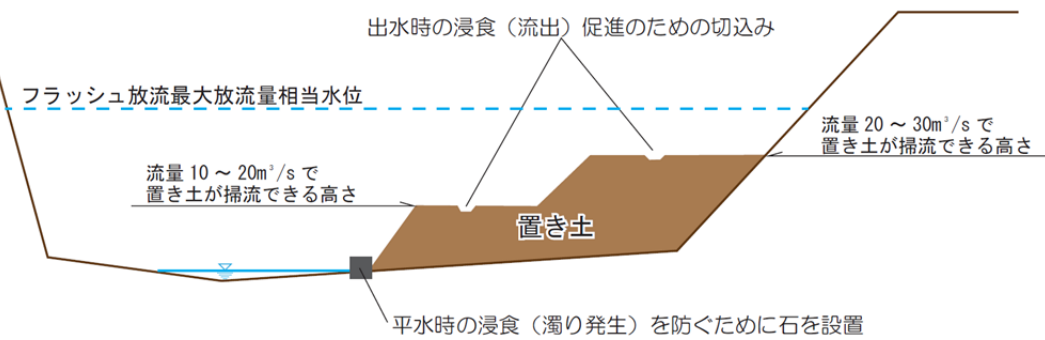 出水時の浸食（流出）促進のための切込み
フラッシュ放流最大放流量相当水位
流量 20 ～ 30m³/s で
置き土が掃流できる高さ
流量 10 ～ 20m³/s で
置き土が掃流できる高さ
置き土
平水時の浸食（濁り発生）を防ぐために石を設置